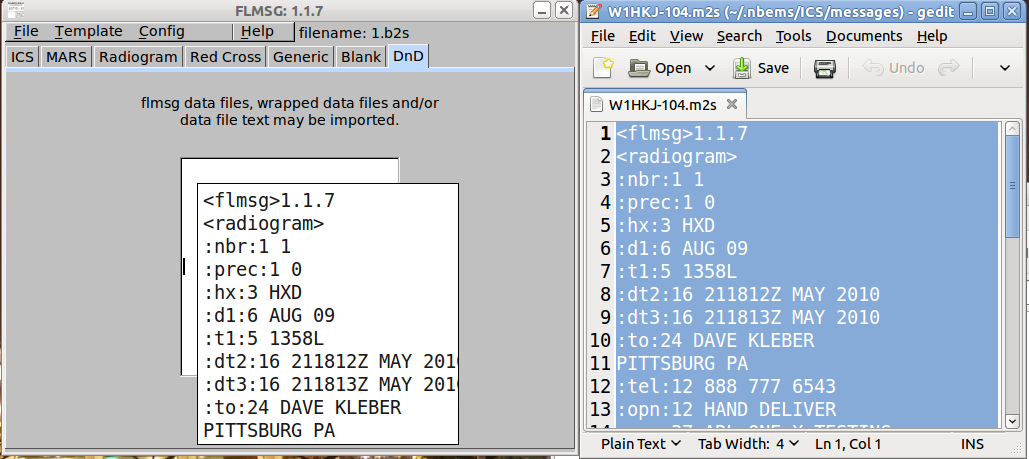 FLMSG: 1.1.7
File Template Config Help filename: 1.b2s
ICS MARS Radiogram Red Cross Generic Blank DnD
flmsg data files, wrapped data files and/or
data file text may be imported.
<flmsg>1.1.7
<radiogram>
:nbr:1 1
:prec:1 0
:hx:3 HXD
:d1:6 AUG 09
:t1:5 1358L
:dt2:16 211812Z MAY 201
:dt3:16 211813Z MAY 201
:to:24 DAVE KLEBER
PITTSBURG PA
W1HKJ-104.m2s (~/.nbems/ICS/messages) - gedit
File Edit View Search Tools Documents Help
Open Save Undo
W1HKJ-104.m2s
1 <flmsg>1.1.7
2 <radiogram>
3 :nbr:1 1
4 :prec:1 0
5 :hx:3 HXD
6 :d1:6 AUG 09
7 :t1:5 1358L
8 :dt2:16 211812Z MAY 2010
9 :dt3:16 211813Z MAY 2010
10 :to:24 DAVE KLEBER
11 PITTSBURG PA
12 :tel:12 888 777 6543
13 :opn:12 HAND DELIVER
Plain Text Tab Width: 4 Ln 1, Col 1 INS